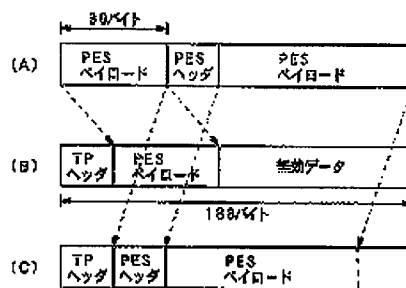 30バイト
(A)
PES ペイロード
PES ヘッダ
PES ペイロード
(B)
TP ヘッダ
PES ペイロード
無効データ
188バイト
(C)
TP ヘッダ
PES ヘッダ
PES ペイロード